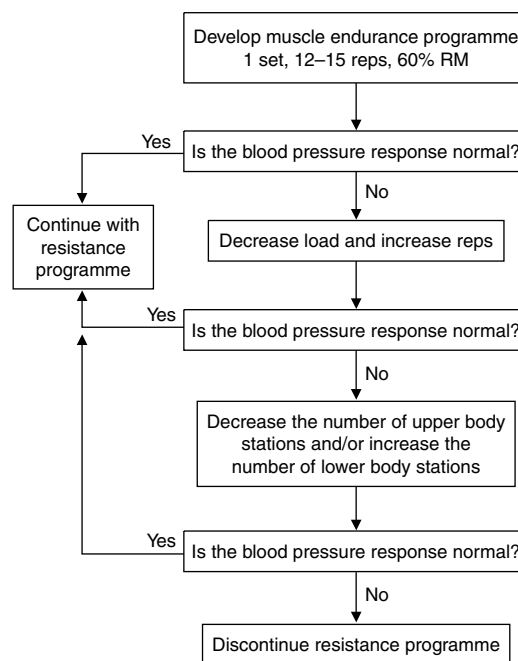 Develop muscle endurance programme
1 set, 12–15 reps, 60% RM
Yes
Is the blood pressure response normal?
No
Continue with
resistance
programme
Decrease load and increase reps
Yes
Is the blood pressure response normal?
No
Decrease the number of upper body
stations and/or increase the
number of lower body stations
Yes
Is the blood pressure response normal?
No
Discontinue resistance programme